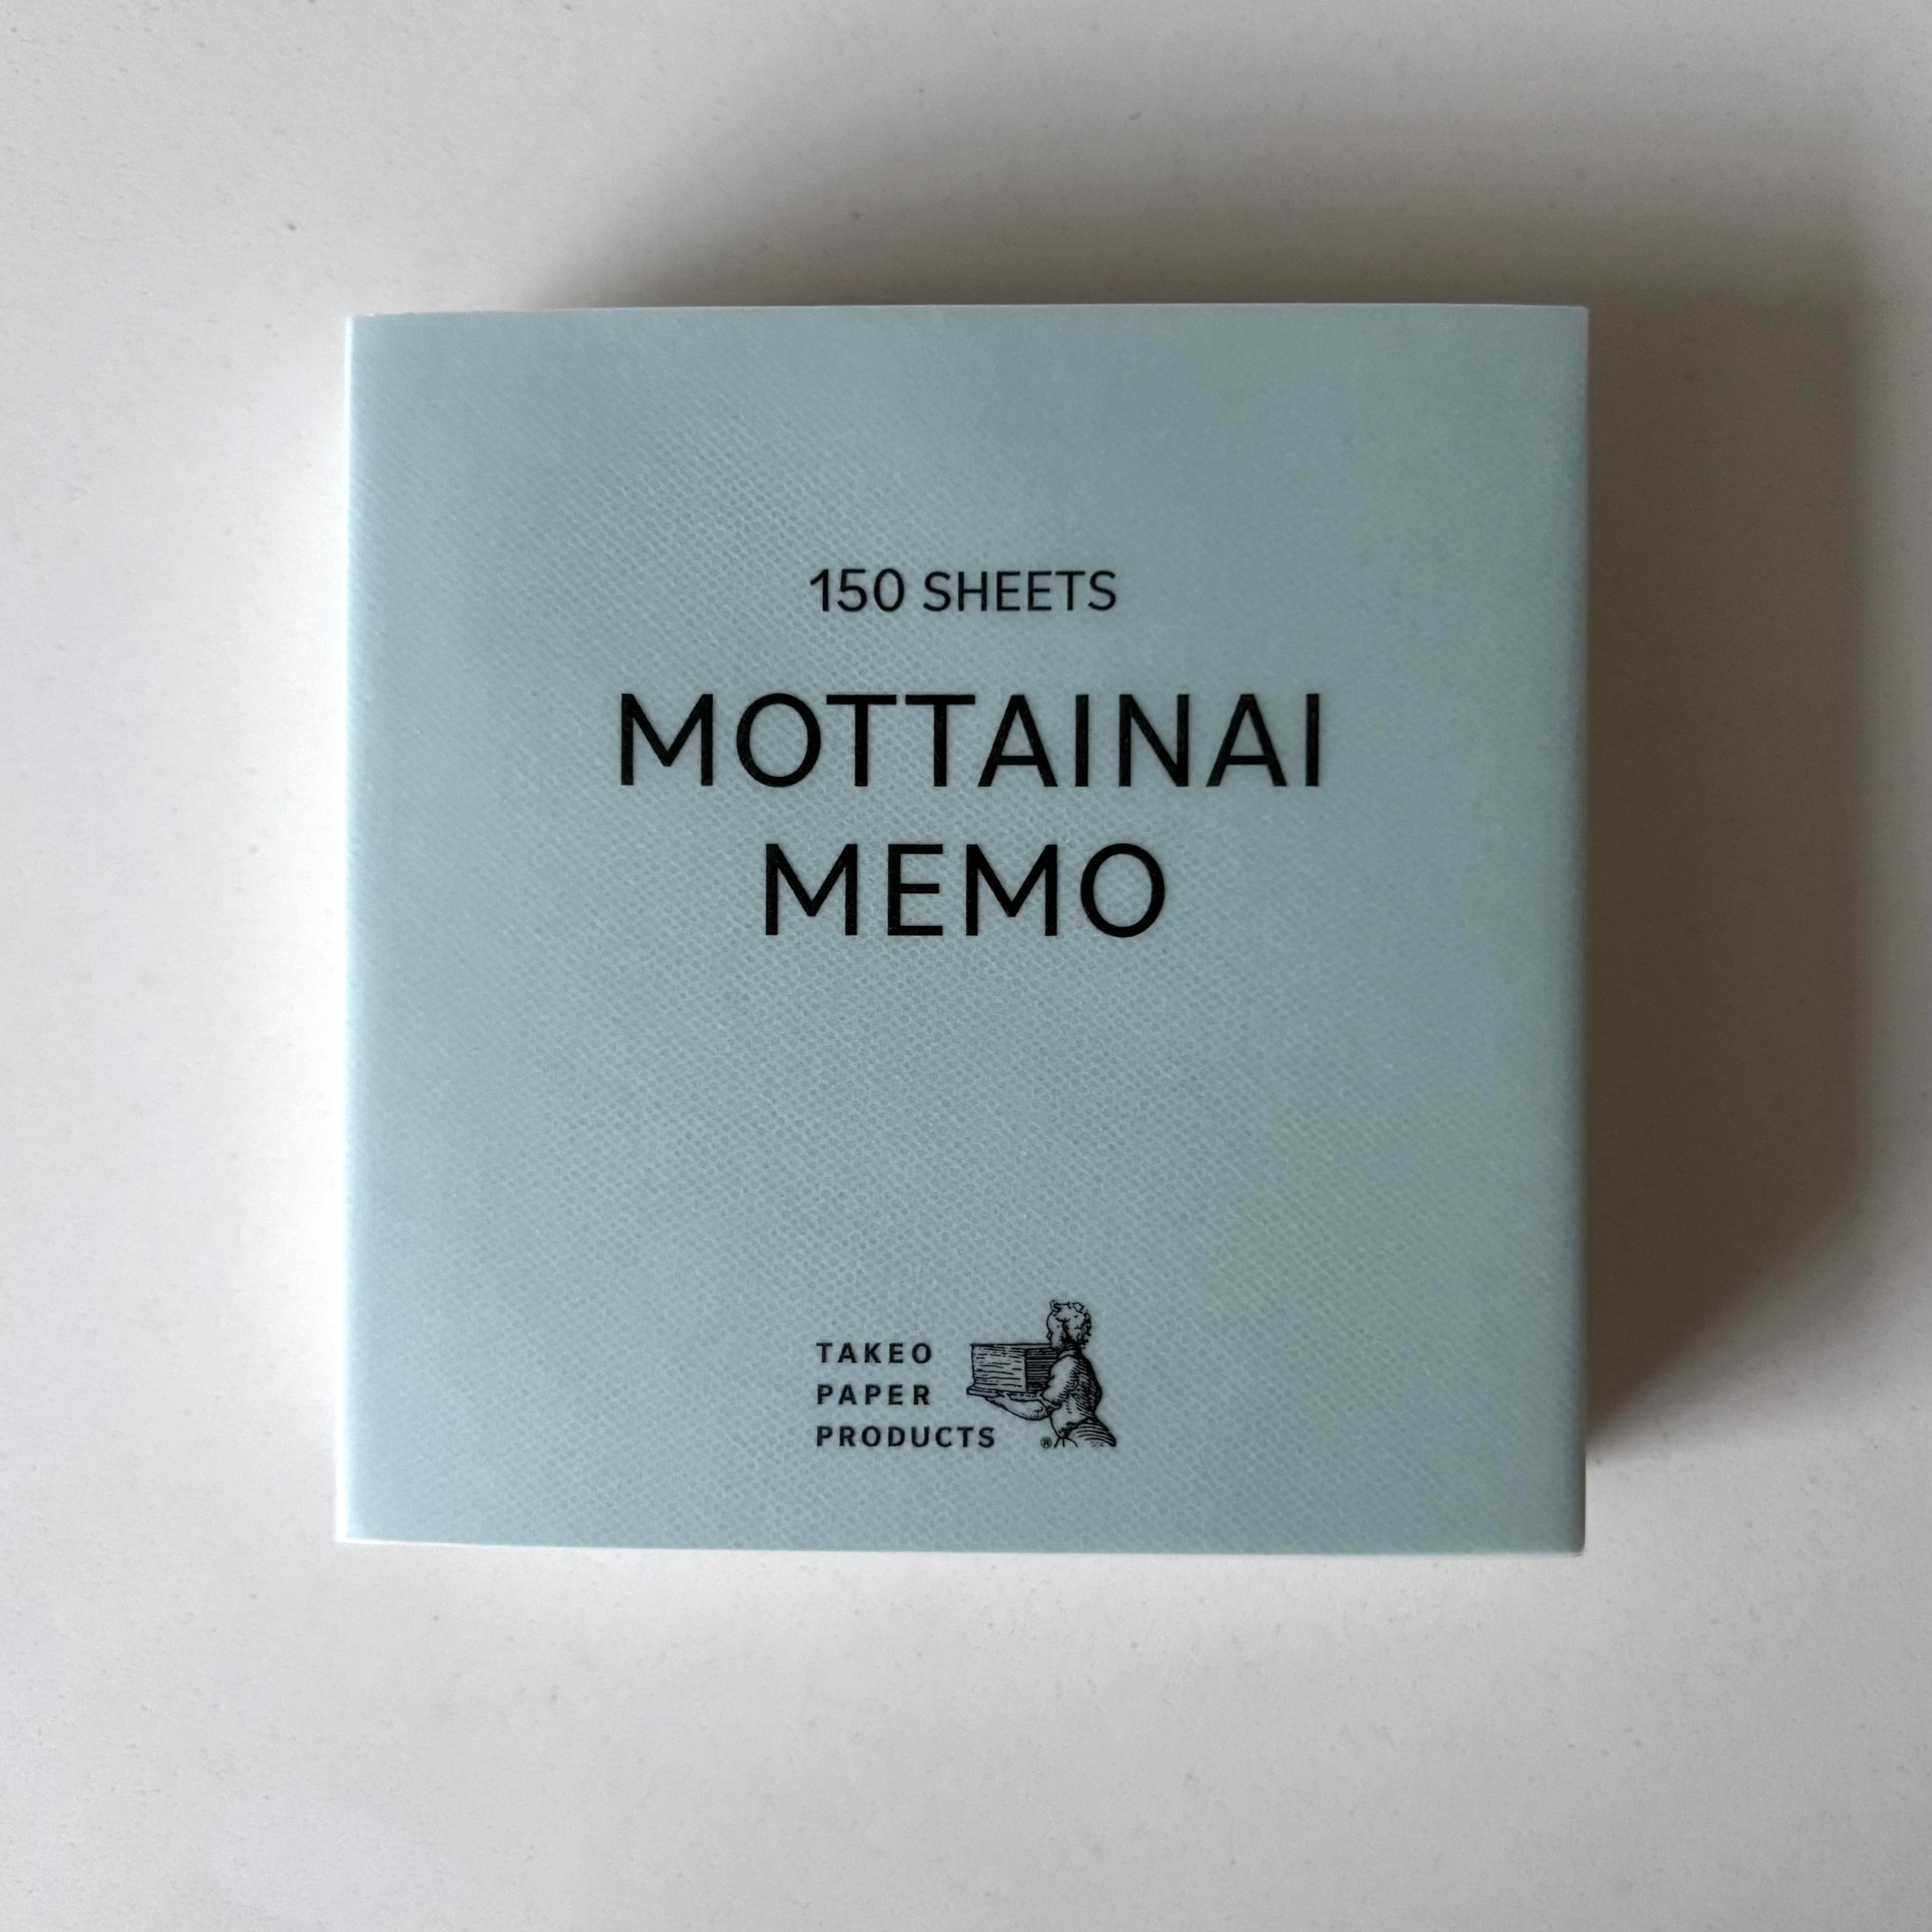 150 SHEETS
MOTTAINAI
MEMO
TAKEO
PAPER
PRODUCTS
®